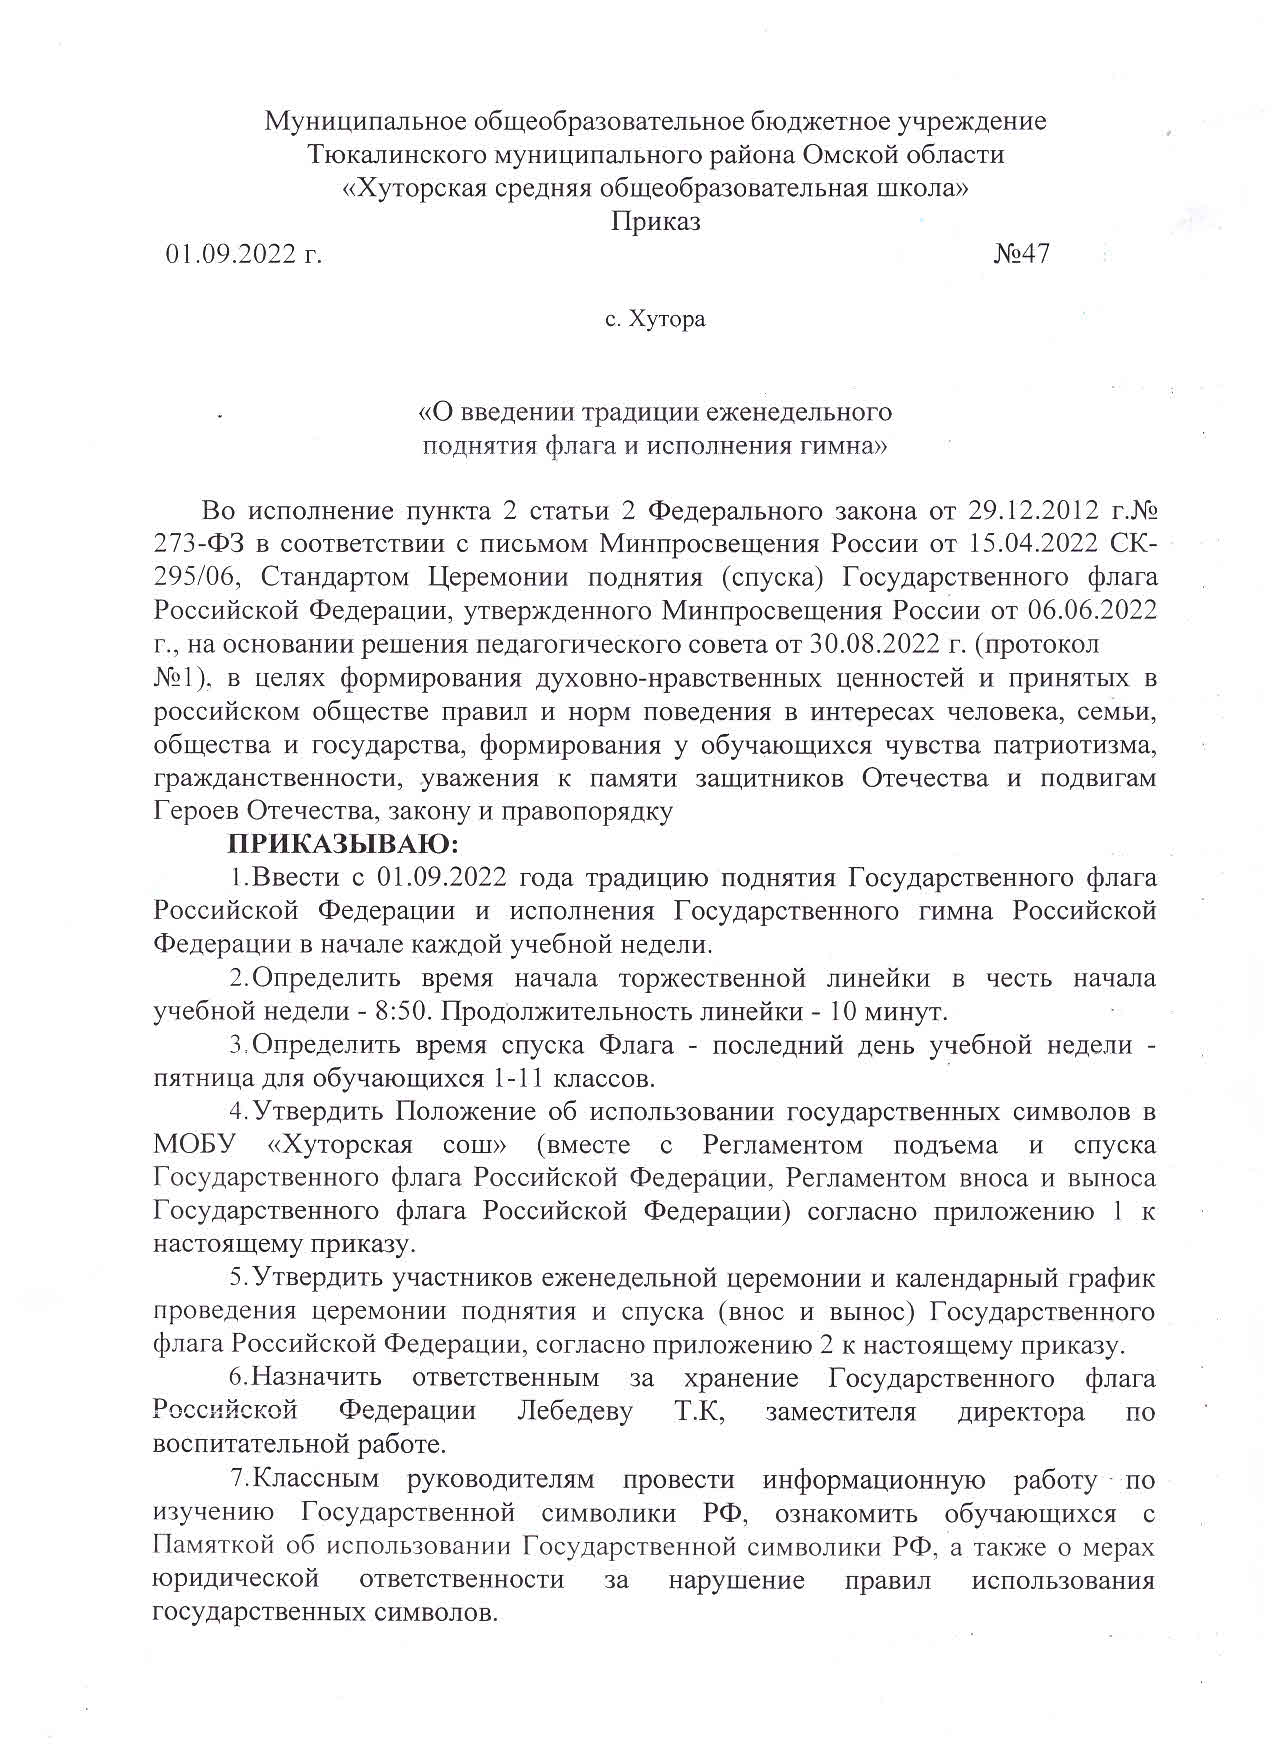 Муниципальное общеобразовательное бюджетное учреждение
Тюкалинского муниципального района Омской области
«Хуторская средняя общеобразовательная школа»
Приказ
01.09.2022 г. №47
с. Хутора
«О введении традиции еженедельного
поднятия флага и исполнения гимна»
Во исполнение пункта 2 статьи 2 Федерального закона от 29.12.2012 г.№
273-ФЗ в соответствии с письмом Минпросвещения России от 15.04.2022 СК-
295/06, Стандартом Церемонии поднятия (спуска) Государственного флага
Российской Федерации, утвержденного Минпросвещения России от 06.06.2022
г., на основании решения педагогического совета от 30.08.2022 г. (протокол
№1), в целях формирования духовно-нравственных ценностей и принятых в
российском обществе правил и норм поведения в интересах человека, семьи,
общества и государства, формирования у обучающихся чувства патриотизма,
гражданственности, уважения к памяти защитников Отечества и подвигам
Героев Отечества, закону и правопорядку
ПРИКАЗЫВАЮ:
1.Ввести с 01.09.2022 года традицию поднятия Государственного флага
Российской Федерации и исполнения Государственного гимна Российской
Федерации в начале каждой учебной недели.
2.Определить время начала торжественной линейки в честь начала
учебной недели - 8:50. Продолжительность линейки - 10 минут.
3.Определить время спуска Флага - последний день учебной недели -
пятница для обучающихся 1-11 классов.
4.Утвердить Положение об использовании государственных символов в
МОБУ «Хуторская сош» (вместе с Регламентом подъема и спуска
Государственного флага Российской Федерации, Регламентом вноса и выноса
Государственного флага Российской Федерации) согласно приложению 1 к
настоящему приказу.
5.Утвердить участников еженедельной церемонии и календарный график
проведения церемонии поднятия и спуска (внос и вынос) Государственного
флага Российской Федерации, согласно приложению 2 к настоящему приказу.
6.Назначить ответственным за хранение Государственного флага
Российской Федерации Лебедеву Т.К, заместителя директора по
воспитательной работе.
7.Классным руководителям провести информационную работу по
изучению Государственной символики РФ, ознакомить обучающихся с
Памяткой об использовании Государственной символики РФ, а также о мерах
юридической ответственности за нарушение правил использования
государственных символов.